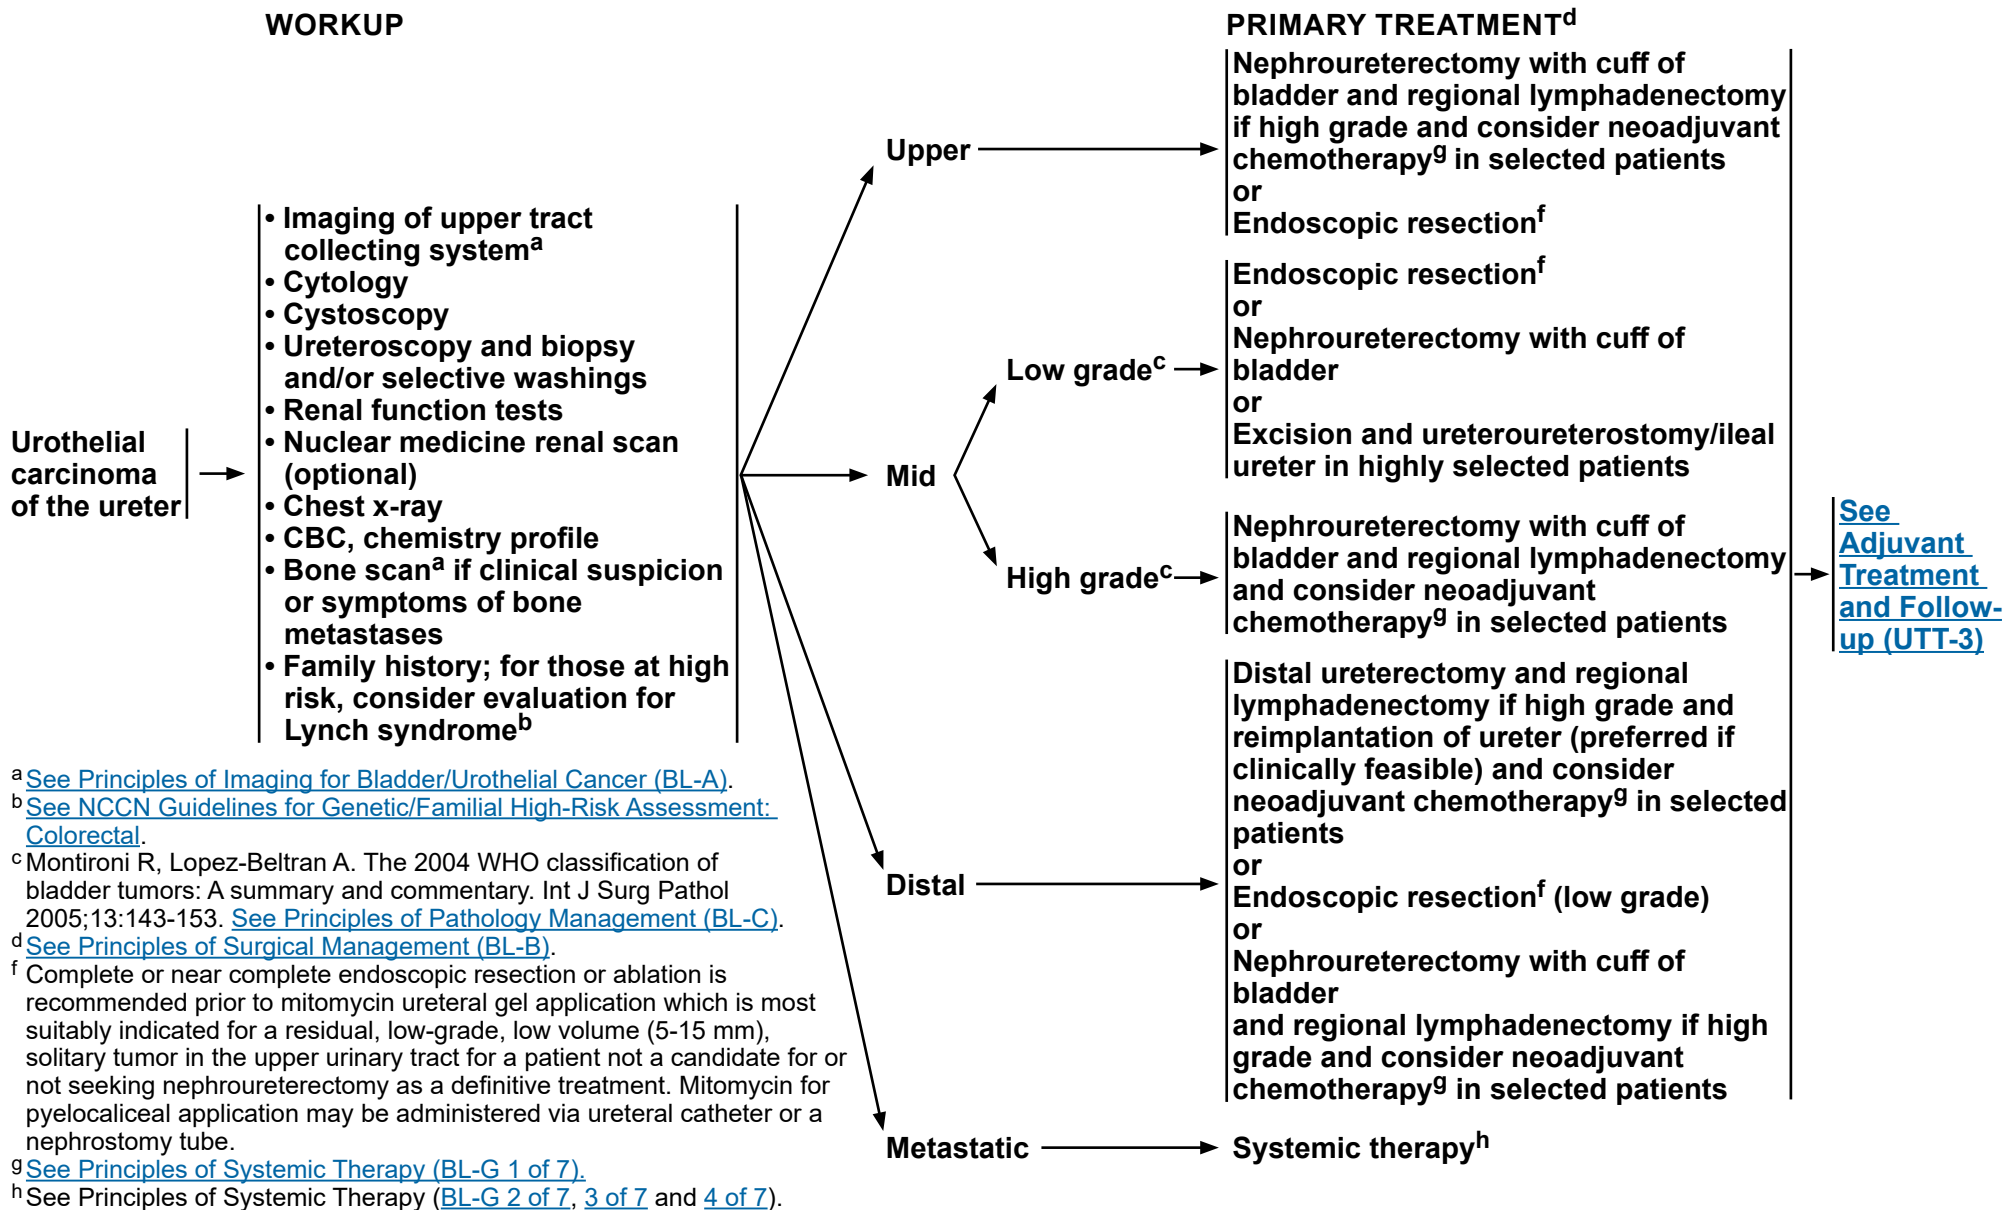 WORKUP
PRIMARY TREATMENTd
Urothelial
carcinoma
of the ureter
• Imaging of upper tract
collecting systema
• Cytology
• Cystoscopy
• Ureteroscopy and biopsy
and/or selective washings
• Renal function tests
• Nuclear medicine renal scan
(optional)
• Chest x-ray
• CBC, chemistry profile
• Bone scana if clinical suspicion
or symptoms of bone
metastases
• Family history; for those at high
risk, consider evaluation for
Lynch syndromeb
Upper
Nephroureterectomy with cuff of
bladder and regional lymphadenectomy
if high grade and consider neoadjuvant
chemotherapyg in selected patients
or
Endoscopic resectionf
Mid
Low gradec
Endoscopic resectionf
or
Nephroureterectomy with cuff of
bladder
or
Excision and ureteroureterostomy/ileal
ureter in highly selected patients
High gradec
Nephroureterectomy with cuff of
bladder and regional lymphadenectomy
and consider neoadjuvant
chemotherapyg in selected patients
Distal
Distal ureterectomy and regional
lymphadenectomy if high grade and
reimplantation of ureter (preferred if
clinically feasible) and consider
neoadjuvant chemotherapyg in selected
patients
or
Endoscopic resectionf (low grade)
or
Nephroureterectomy with cuff of
bladder
and regional lymphadenectomy if high
grade and consider neoadjuvant
chemotherapyg in selected patients
Metastatic
Systemic therapyh
See
Adjuvant
Treatment
and Follow-
up (UTT-3)
a See Principles of Imaging for Bladder/Urothelial Cancer (BL-A).
b See NCCN Guidelines for Genetic/Familial High-Risk Assessment:
Colorectal.
c Montironi R, Lopez-Beltran A. The 2004 WHO classification of
bladder tumors: A summary and commentary. Int J Surg Pathol
2005;13:143-153. See Principles of Pathology Management (BL-C).
d See Principles of Surgical Management (BL-B).
f Complete or near complete endoscopic resection or ablation is
recommended prior to mitomycin ureteral gel application which is most
suitably indicated for a residual, low-grade, low volume (5-15 mm),
solitary tumor in the upper urinary tract for a patient not a candidate for or
not seeking nephroureterectomy as a definitive treatment. Mitomycin for
pyelocaliceal application may be administered via ureteral catheter or a
nephrostomy tube.
g See Principles of Systemic Therapy (BL-G 1 of 7).
h See Principles of Systemic Therapy (BL-G 2 of 7, 3 of 7 and 4 of 7).